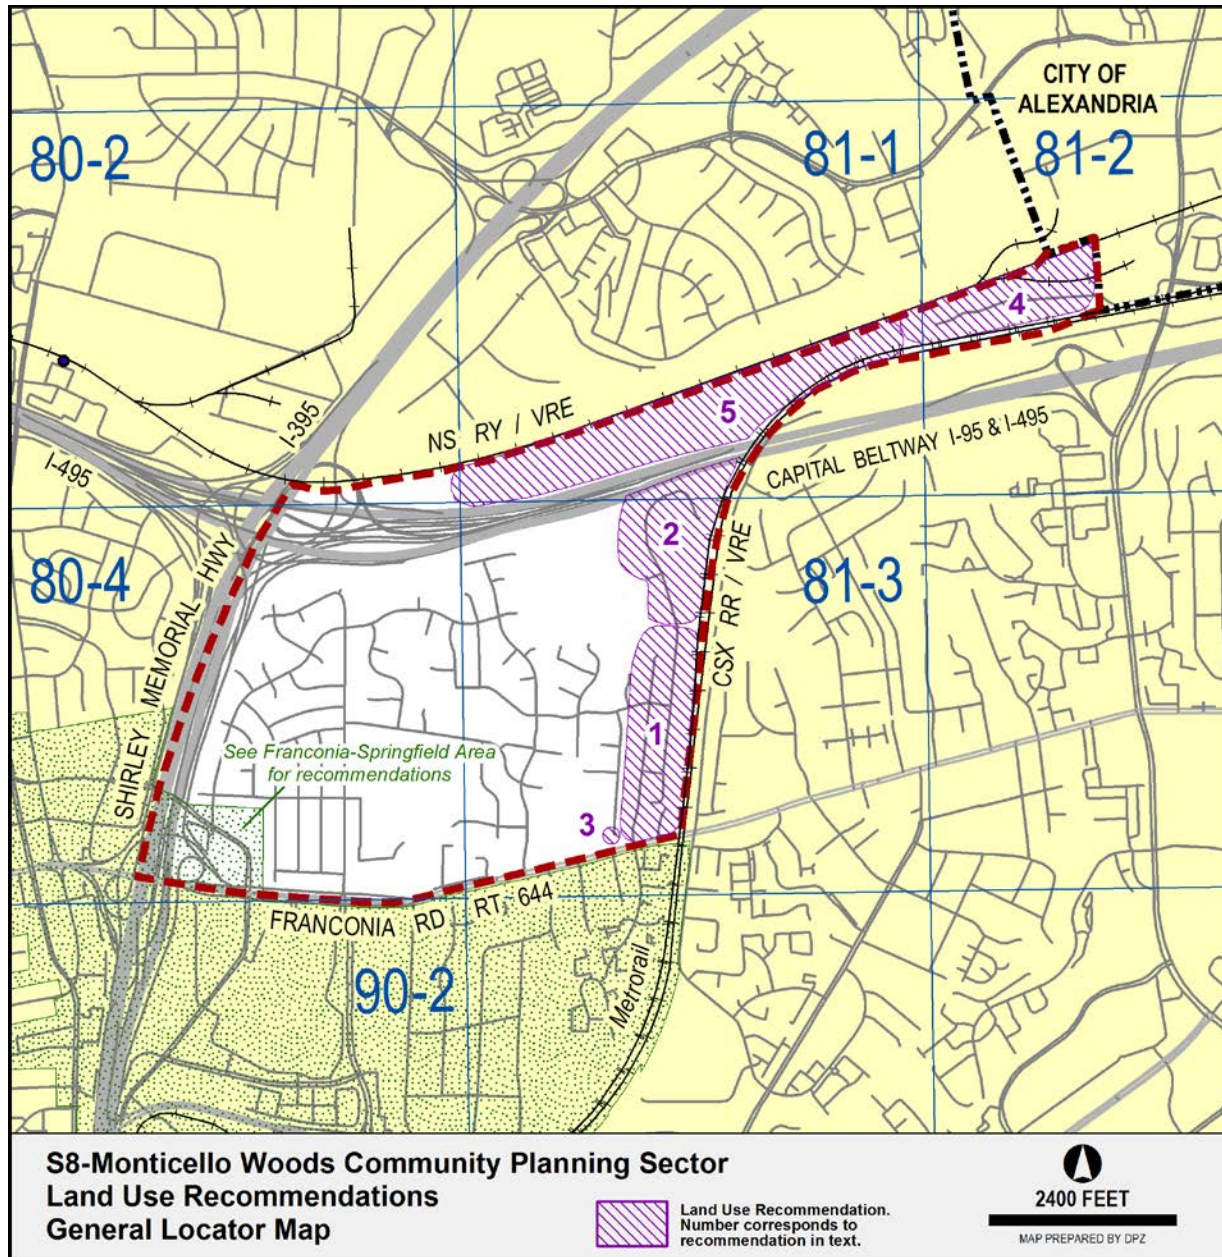 CITY OF
ALEXANDRIA
80-2
81-1
81-2
4
I-395
5
NS RY / VRE
I-495
CAPITAL BELTWAY I-95 & I-495
2
80-4
81-3
SHIRLEY MEMORIAL HWY
CSX RR / VRE
1
See Franconia-Springfield Area
for recommendations
3
FRANCONIA RD RT. 644
90-2
Metrorail
S8-Monticello Woods Community Planning Sector
Land Use Recommendations
General Locator Map
Land Use Recommendation.
Number corresponds to
recommendation in text.
2400 FEET
MAP PREPARED BY DPZ